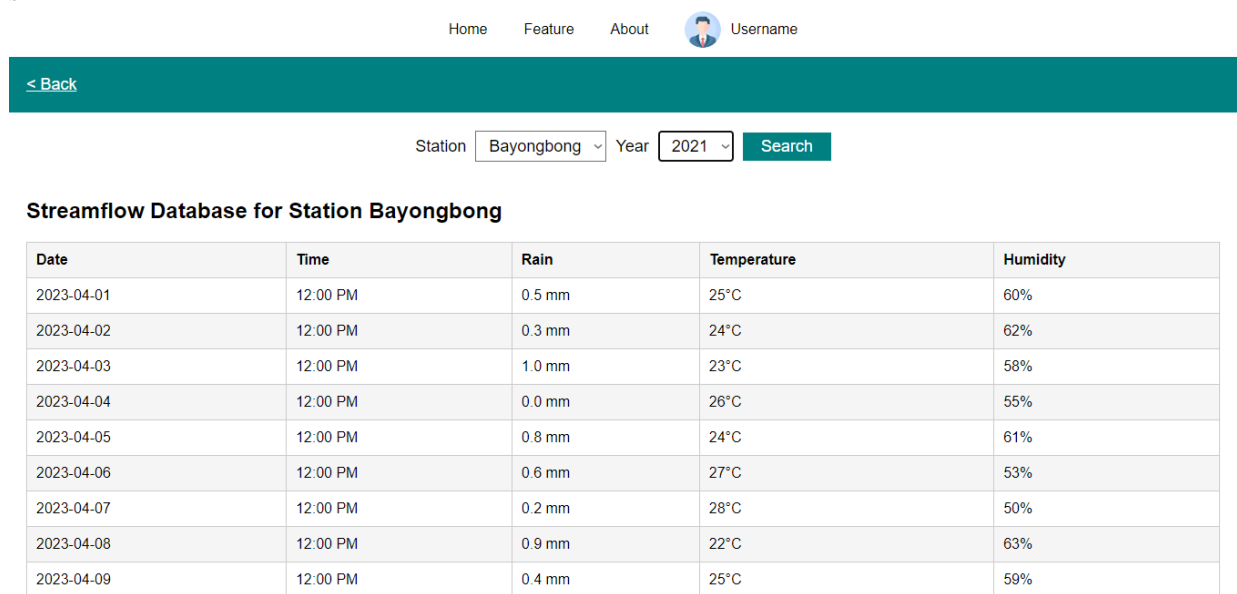 Home Feature About Username
< Back
Station Bayongbong Year 2021 Search
Streamflow Database for Station Bayongbong
Date Time Rain Temperature Humidity
2023-04-01 12:00 PM 0.5 mm 25°C 60%
2023-04-02 12:00 PM 0.3 mm 24°C 62%
2023-04-03 12:00 PM 1.0 mm 23°C 58%
2023-04-04 12:00 PM 0.0 mm 26°C 55%
2023-04-05 12:00 PM 0.8 mm 24°C 61%
2023-04-06 12:00 PM 0.6 mm 27°C 53%
2023-04-07 12:00 PM 0.2 mm 28°C 50%
2023-04-08 12:00 PM 0.9 mm 22°C 63%
2023-04-09 12:00 PM 0.4 mm 25°C 59%